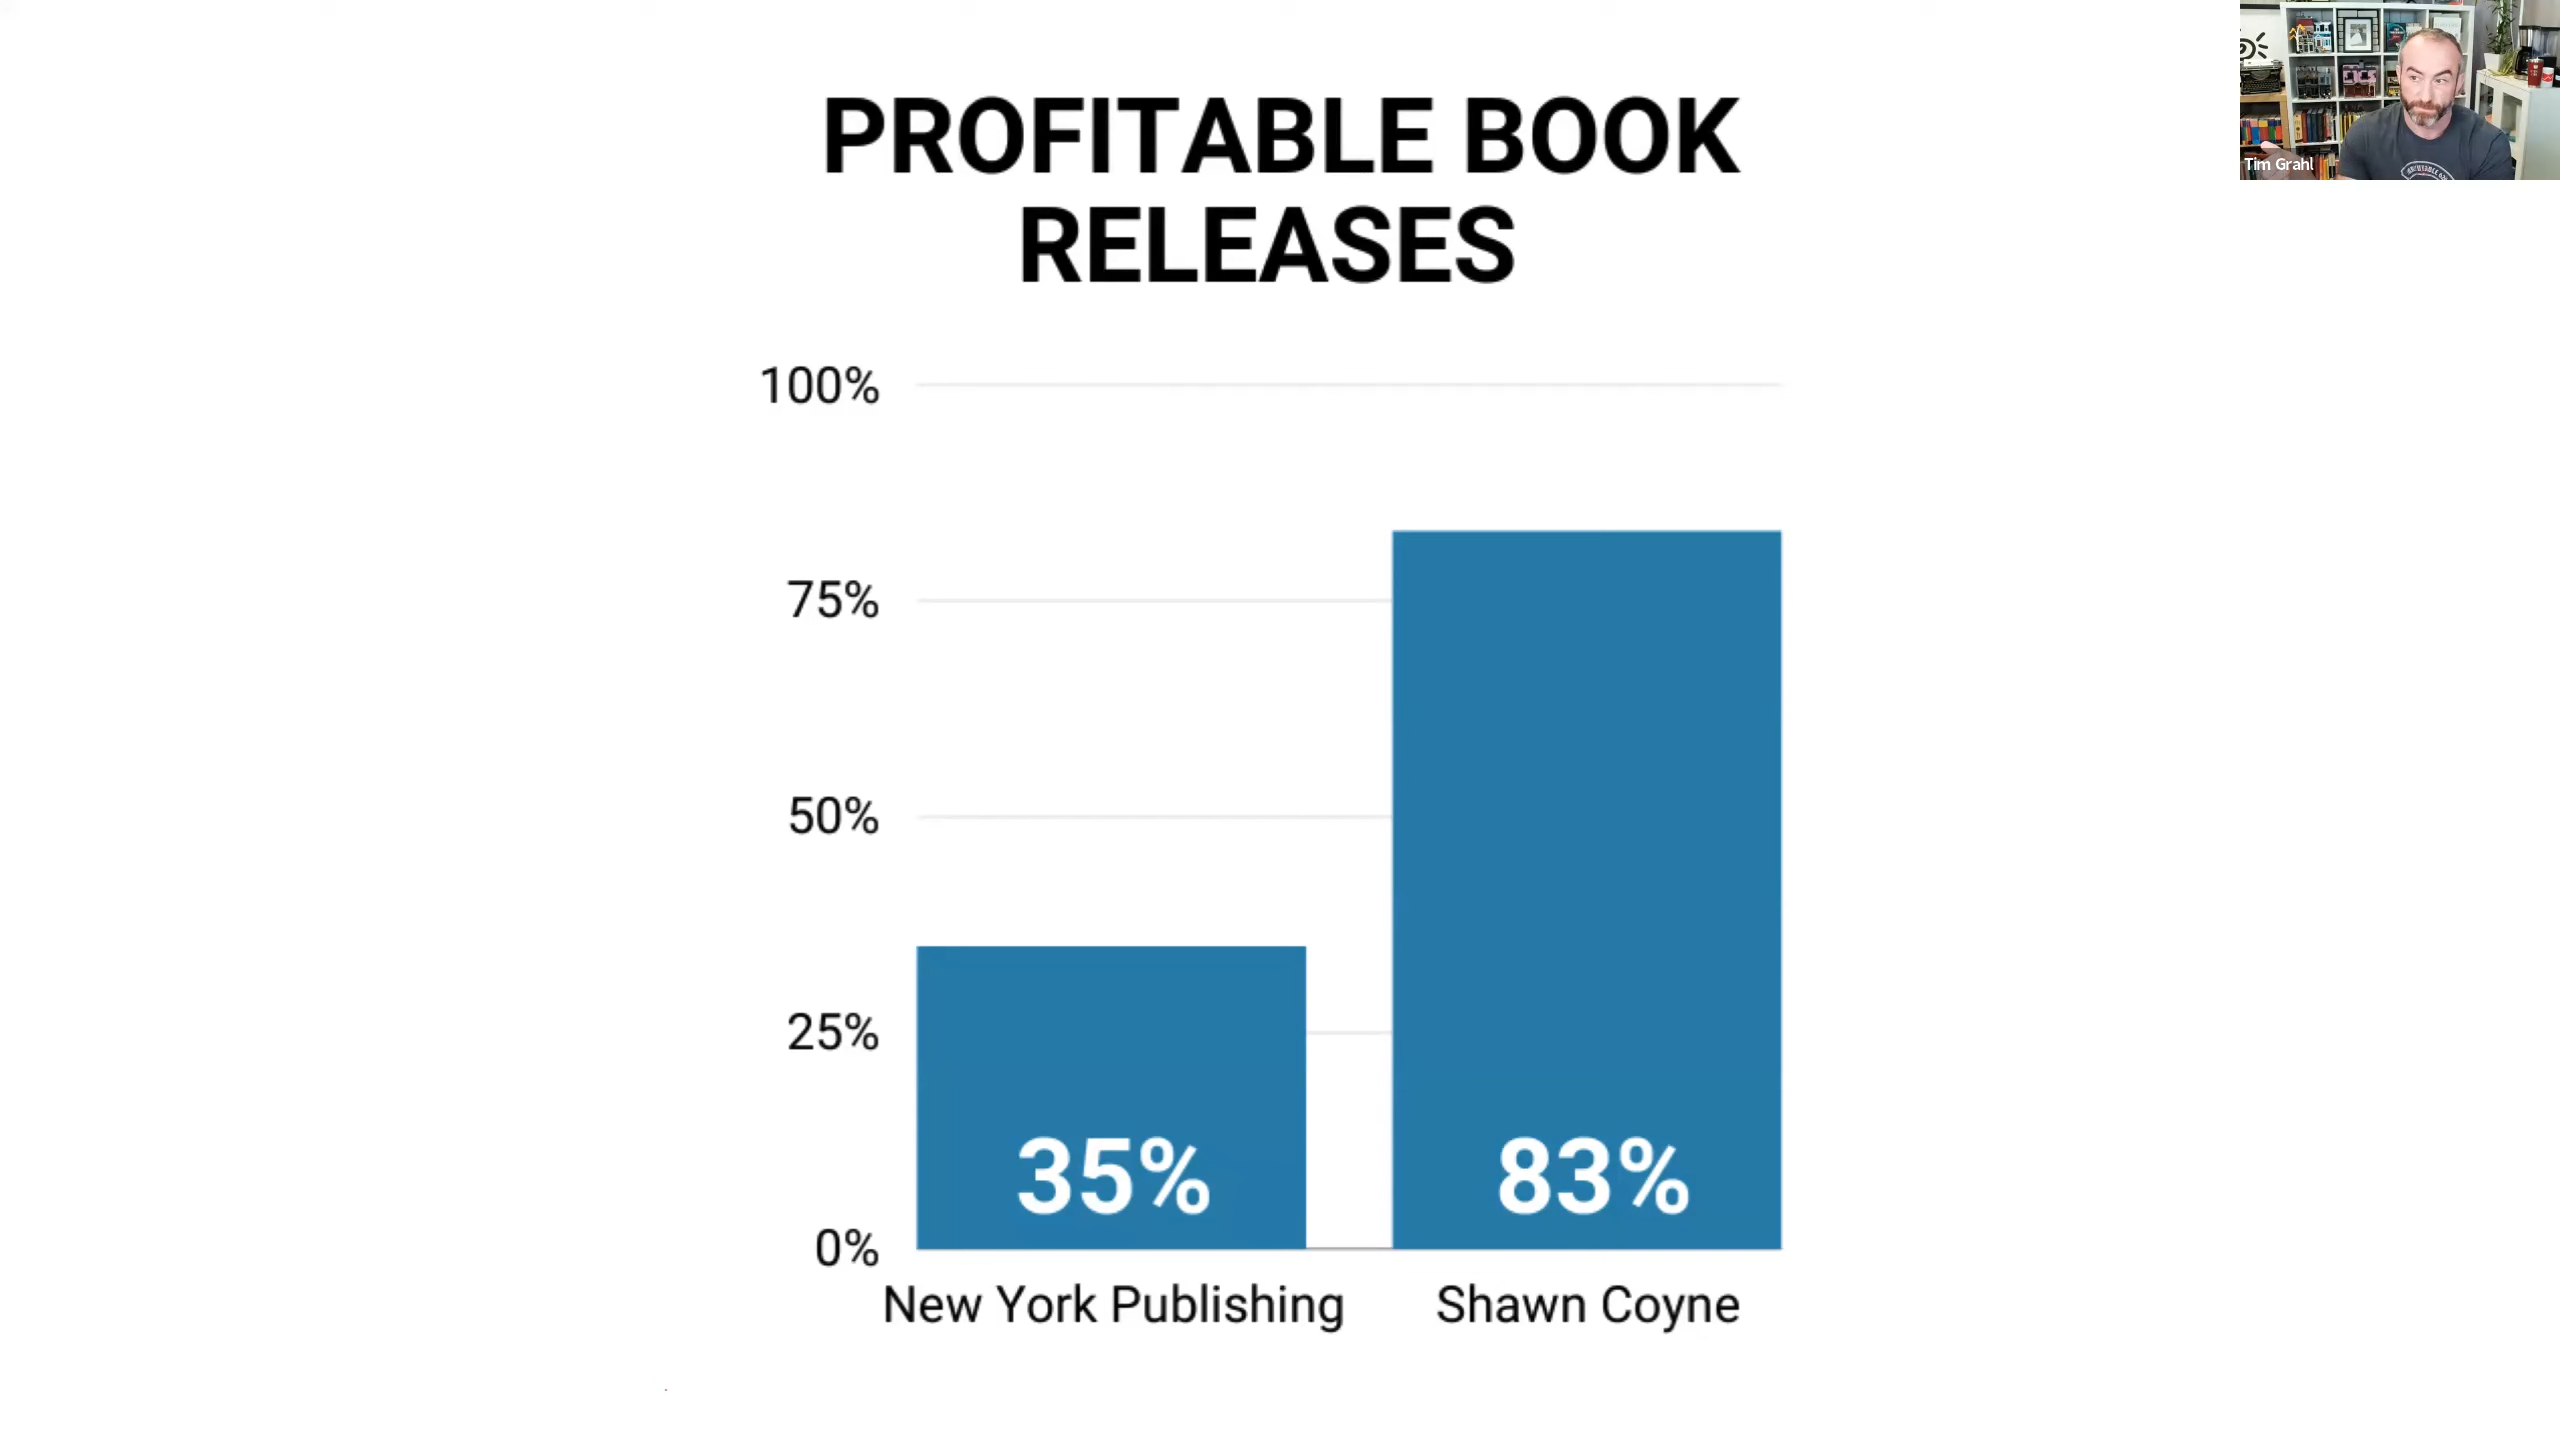 PROFITABLE BOOK
RELEASES
Tim Grahl
100%
75%
50%
25%
0%
35%
83%
New York Publishing
Shawn Coyne